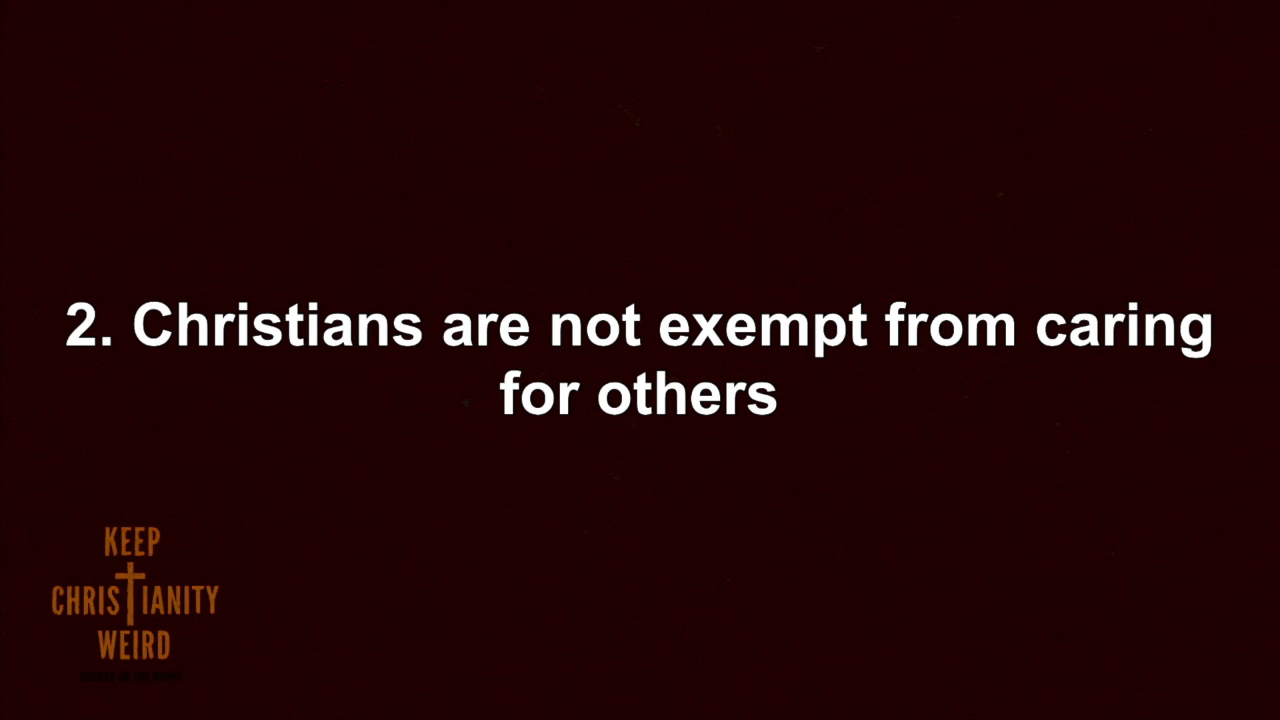 2. Christians are not exempt from caring
for others
KEEP
CHRISTIANITY
WEIRD